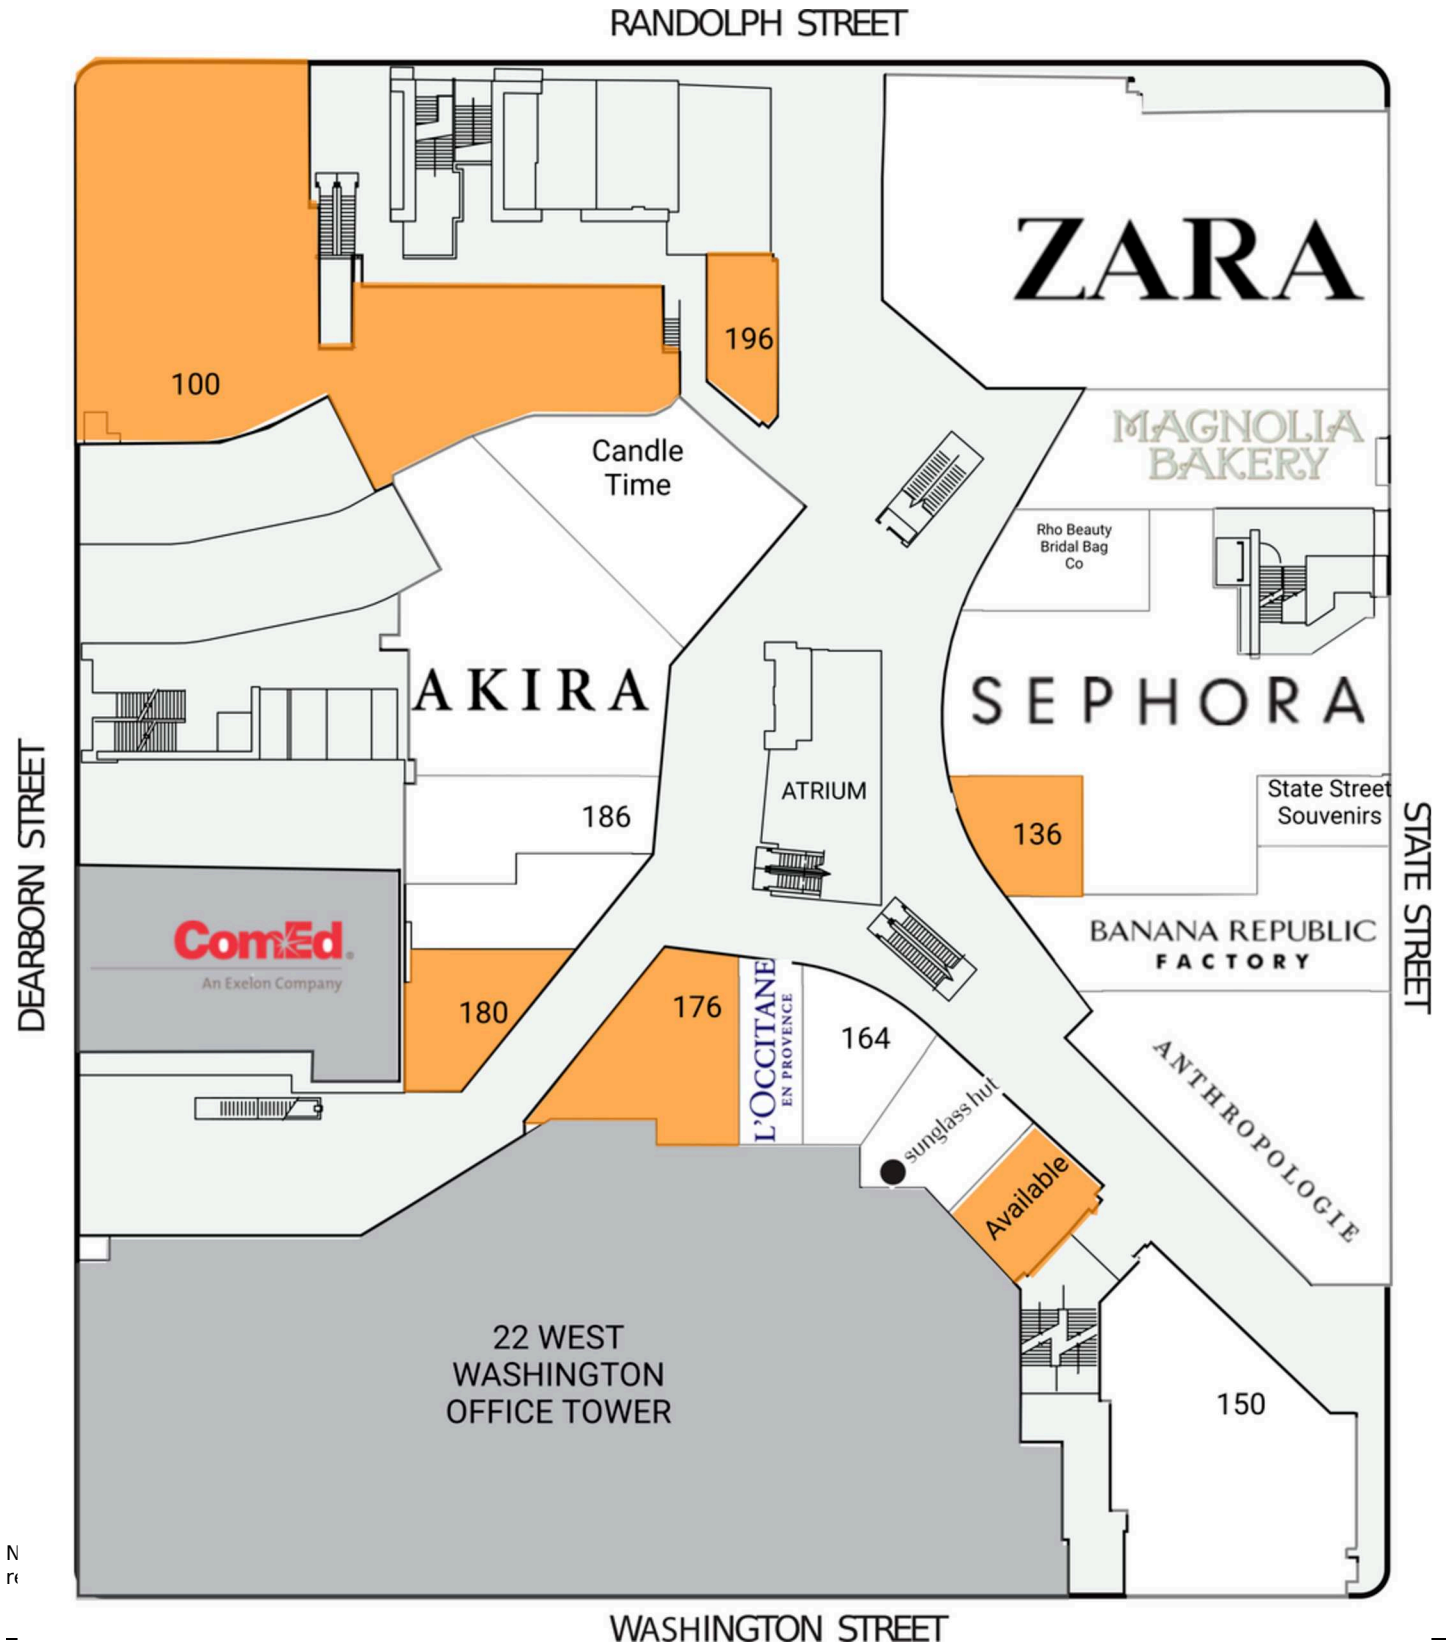 RANDOLPH STREET
ZARA
196
100
MAGNOLIA
BAKERY
Candle
Time
Rho Beauty
Bridal Bag
Co
AKIRA
SEPHORA
ATRIUM
State Street
Souvenirs
186
136
DEARBORN STREET
STATE STREET
ComEd®
An Exelon Company
BANANA REPUBLIC
FACTORY
180
176
L'OCCITANE
EN PROVENCE
164
sunglass hut
ANTHROPOLOGIE
Available
22 WEST
WASHINGTON
OFFICE TOWER
150
N
WASHINGTON STREET